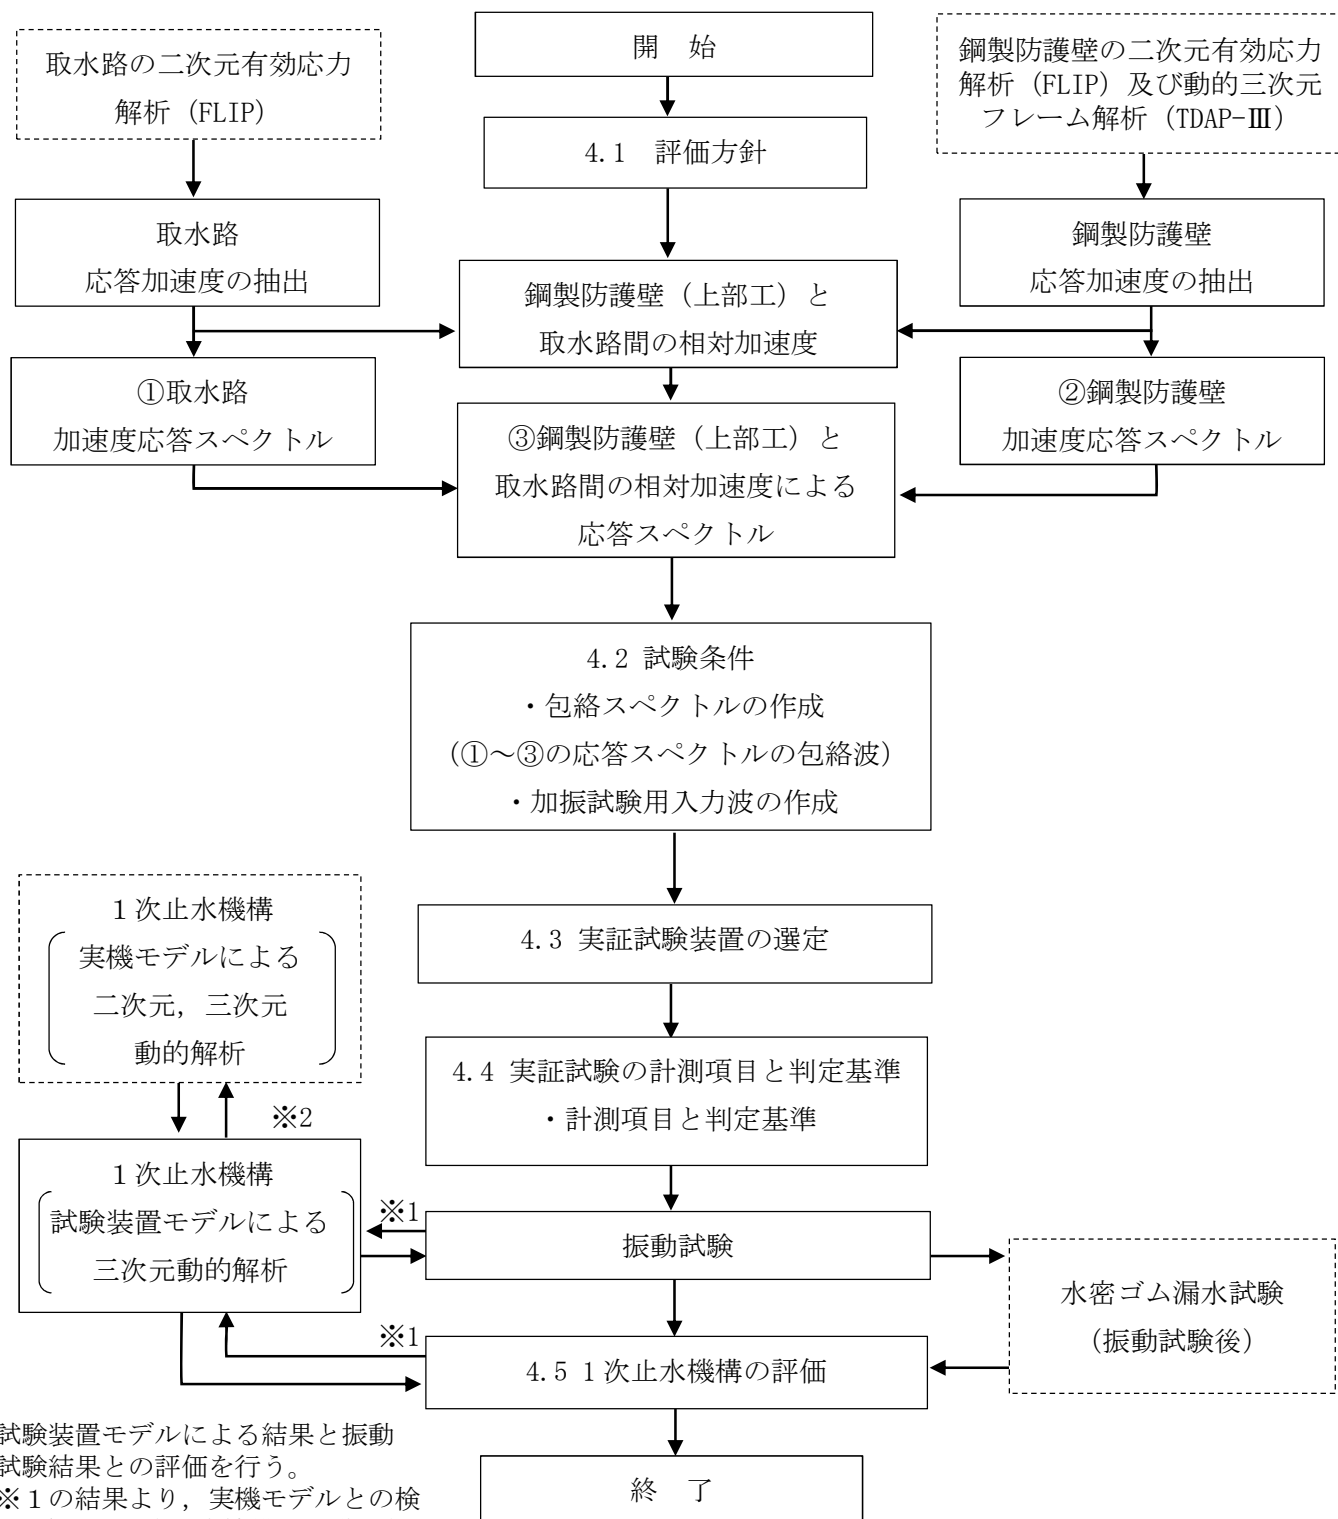 開　始
取水路の二次元有効応力
解析（FLIP）
鋼製防護壁の二次元有効応力
解析（FLIP）及び動的三次元
フレーム解析（TDAP-Ⅲ）
4.1　評価方針
取水路
応答加速度の抽出
鋼製防護壁
応答加速度の抽出
鋼製防護壁（上部工）と
取水路間の相対加速度
①取水路
加速度応答スペクトル
②鋼製防護壁
加速度応答スペクトル
③鋼製防護壁（上部工）と
取水路間の相対加速度による
応答スペクトル
4.2 試験条件
・包絡スペクトルの作成
（①～③の応答スペクトルの包絡波）
・加振試験用入力波の作成
4.3 実証試験装置の選定
１次止水機構
実機モデルによる
二次元，三次元
動的解析
4.4 実証試験の計測項目と判定基準
・計測項目と判定基準
※2
１次止水機構
試験装置モデルによる
三次元動的解析
※1
振動試験
水密ゴム漏水試験
（振動試験後）
※1
4.5 1次止水機構の評価
試験装置モデルによる結果と振動
試験結果との評価を行う。
※１の結果より，実機モデルとの検
終　了